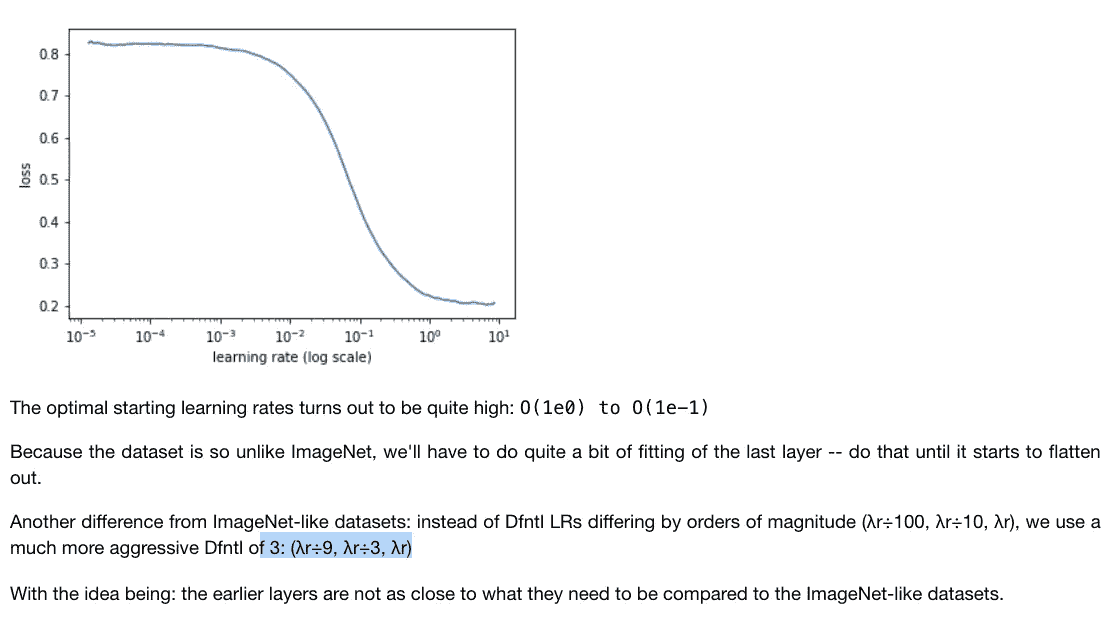 0.8
0.7
0.6
0.5
0.4
0.3
0.2
loss
10⁻⁵ 10⁻⁴ 10⁻³ 10⁻² 10⁻¹ 10⁰ 10¹
learning rate (log scale)
The optimal starting learning rates turns out to be quite high: O(1e0) to O(1e−1)
Because the dataset is so unlike ImageNet, we'll have to do quite a bit of fitting of the last layer -- do that until it starts to flatten
out.
Another difference from ImageNet-like datasets: instead of Dfntl LRs differing by orders of magnitude (λr÷100, λr÷10, λr), we use a
much more aggressive Dfntl of 3: (λr÷9, λr÷3, λr)
With the idea being: the earlier layers are not as close to what they need to be compared to the ImageNet-like datasets.